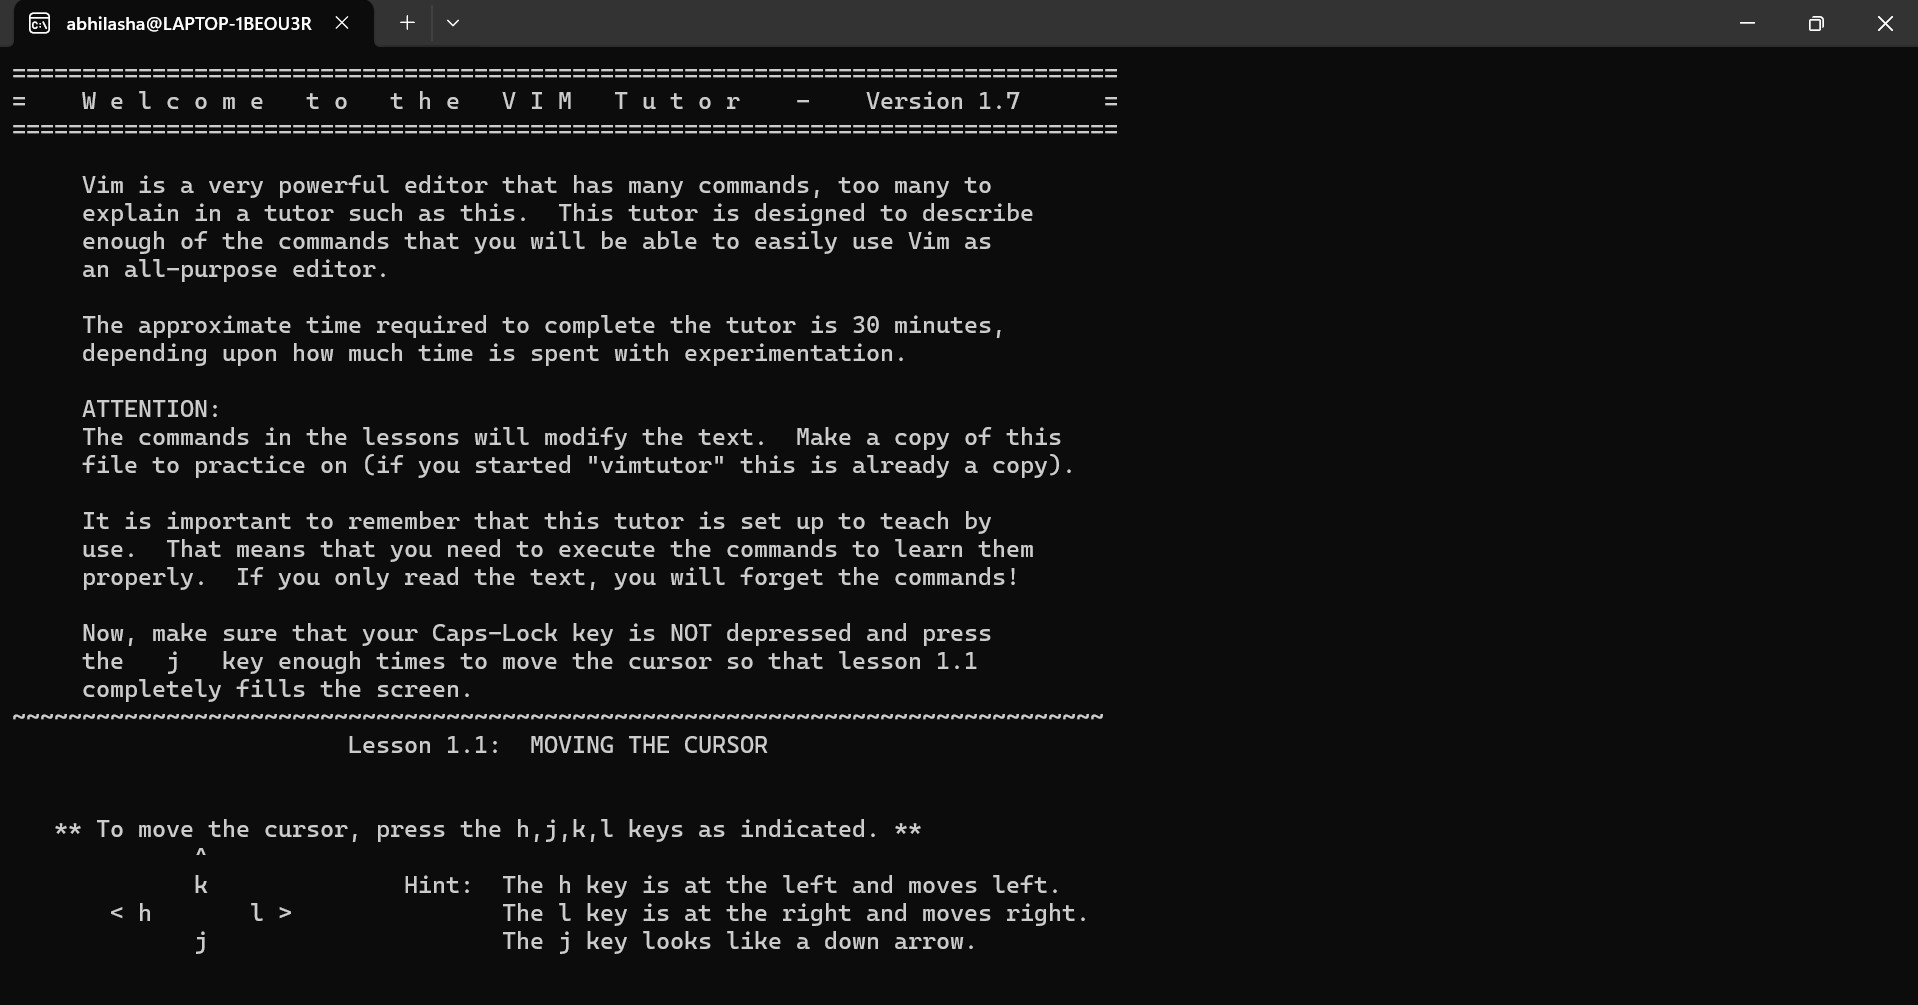 abhilasha@LAPTOP-1BEOU3R
===============================================================================
=    W e l c o m e   t o   t h e   V I M   T u t o r    -    Version 1.7      =
===============================================================================
Vim is a very powerful editor that has many commands, too many to
explain in a tutor such as this.  This tutor is designed to describe
enough of the commands that you will be able to easily use Vim as
an all-purpose editor.
The approximate time required to complete the tutor is 30 minutes,
depending upon how much time is spent with experimentation.
ATTENTION:
The commands in the lessons will modify the text.  Make a copy of this
file to practice on (if you started "vimtutor" this is already a copy).
It is important to remember that this tutor is set up to teach by
use.  That means that you need to execute the commands to learn them
properly.  If you only read the text, you will forget the commands!
Now, make sure that your Caps-Lock key is NOT depressed and press
the   j   key enough times to move the cursor so that lesson 1.1
completely fills the screen.
~~~~~~~~~~~~~~~~~~~~~~~~~~~~~~~~~~~~~~~~~~~~~~~~~~~~~~~~~~~~~~~~~~~~~~~~~~~~~~
Lesson 1.1:  MOVING THE CURSOR
** To move the cursor, press the h,j,k,l keys as indicated. **
^
k              Hint:  The h key is at the left and moves left.
< h       l >               The l key is at the right and moves right.
j                     The j key looks like a down arrow.